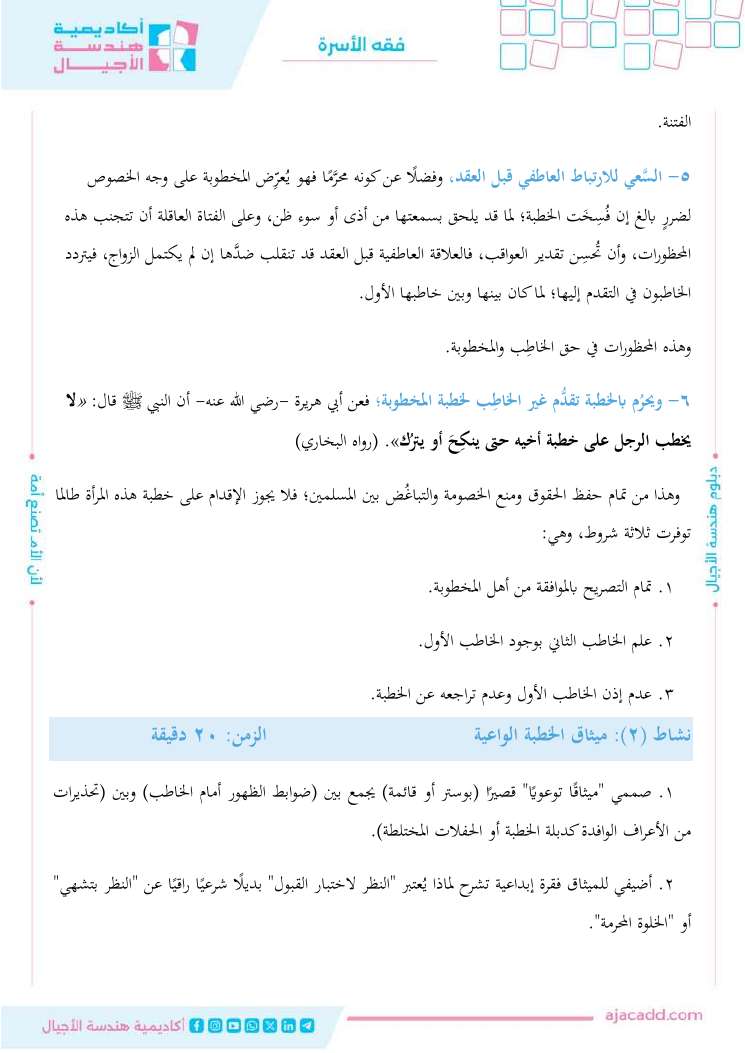 أكاديمية
هندسة
الأجيال
فقه الأسرة
الفتنة.
٥- السَّعي للارتباط العاطفي قبل العقد، وفضلًا عن كونه محرَّمًا فهو يُعرِّض المخطوبة على وجه الخصوص
لضررٍ بالغ إن فُسِخَت الخطبة؛ لما قد يلحق بسمعتها من أذى أو سوء ظن، وعلى الفتاة العاقلة أن تتجنب هذه
المحظورات، وأن تُحسِن تقدير العواقب، فالعلاقة العاطفية قبل العقد قد تنقلب ضدَّها إن لم يكتمل الزواج، فيتردد
الخاطبون في التقدم إليها؛ لما كان بينها وبين خاطبها الأول.
وهذه المحظورات في حق الخاطِب والمخطوبة.
٦- ويحرُم بالخطبة تقدُّم غير الخاطِب لخطبة المخطوبة؛ فعن أبي هريرة -رضي الله عنه- أن النبي ﷺ قال: «لا
يخطب الرجل على خطبة أخيه حتى ينكِحَ أو يترُك». (رواه البخاري)
وهذا من تمام حفظ الحقوق ومنع الخصومة والتباغُض بين المسلمين؛ فلا يجوز الإقدام على خطبة هذه المرأة طالما
توفرت ثلاثة شروط، وهي:
١. تمام التصريح بالموافقة من أهل المخطوبة.
٢. علم الخاطب الثاني بوجود الخاطب الأول.
٣. عدم إذن الخاطب الأول وعدم تراجعه عن الخطبة.
نشاط (٢): ميثاق الخطبة الواعية الزمن: ٢٠ دقيقة
١. صممي "ميثاقًا توعويًا" قصيرًا (بوستر أو قائمة) يجمع بين (ضوابط الظهور أمام الخاطب) وبين (تحذيرات
من الأعراف الوافدة كدبلة الخطبة أو الحفلات المختلطة).
٢. أضيفي للميثاق فقرة إبداعية تشرح لماذا يُعتبر "النظر لاختبار القبول" بديلًا شرعيًا راقيًا عن "النظر بتشهي"
أو "الخلوة المحرمة".
دبلوم هندسة الأجيال
لأن الأم تصنع أمة
أكاديمية هندسة الأجيال
ajacadd.com